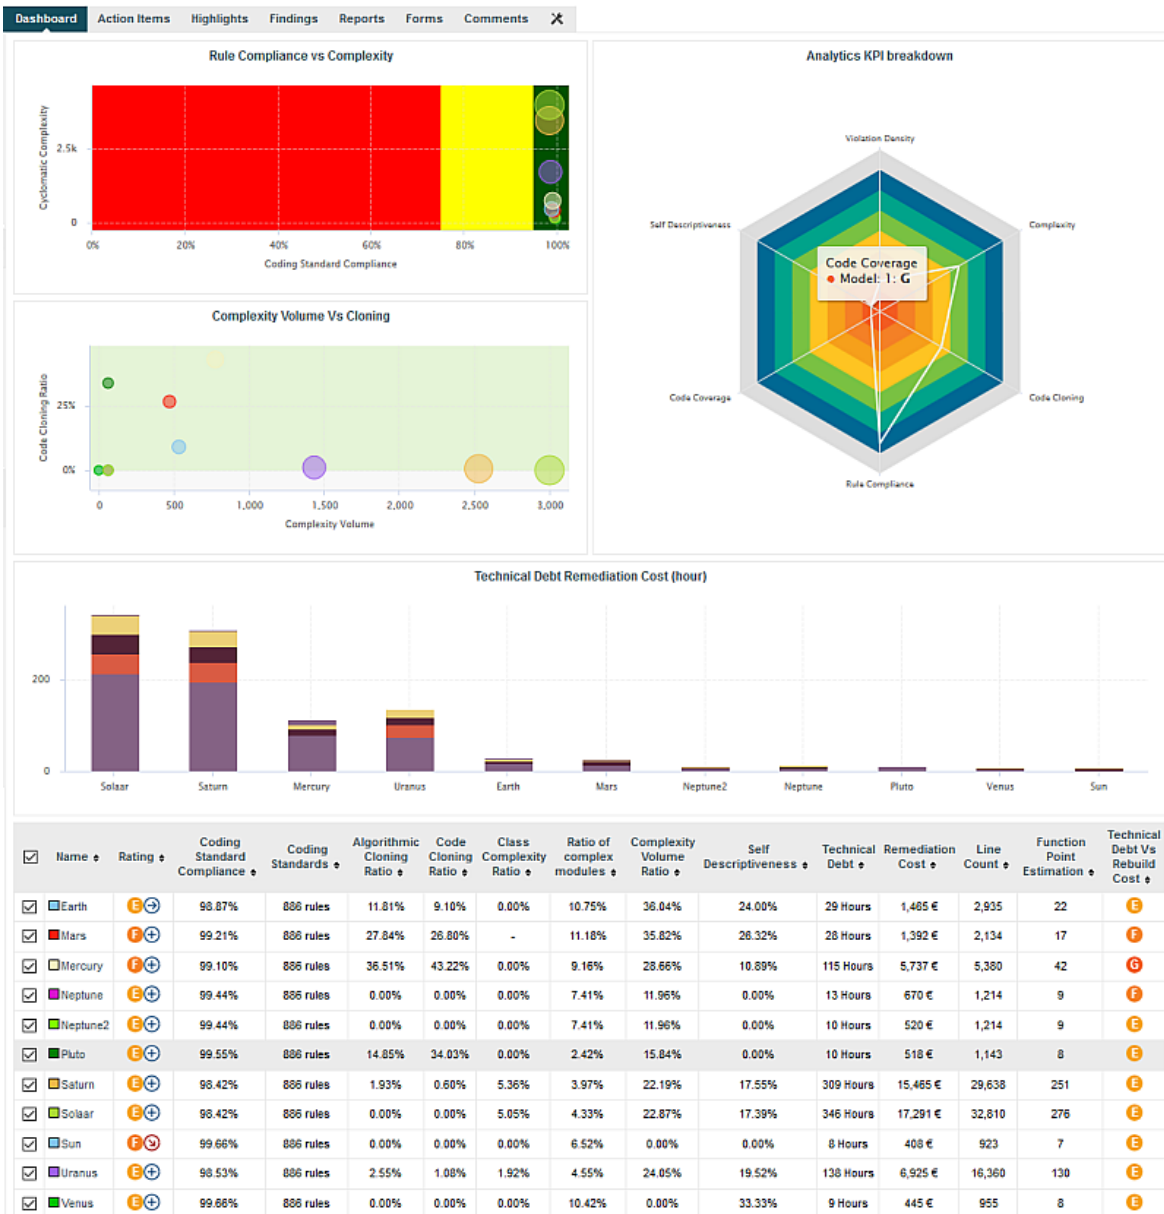 Dashboard Action Items Highlights Findings Reports Forms Comments
Rule Compliance vs Complexity
Cyclomatic Complexity
2.5k
0
0% 20% 40% 60% 80% 100%
Coding Standard Compliance
Complexity Volume Vs Cloning
Code Cloning Ratio
25%
0%
0 500 1,000 1,500 2,000 2,500 3,000
Complexity Volume
Analytics KPI breakdown
Violation Density
Self Descriptiveness Complexity
Code Coverage
Model: 1: G
Code Coverage Code Cloning
Rule Compliance
Technical Debt Remediation Cost (hour)
200
0
Solaar Saturn Mercury Uranus Earth Mars Neptune2 Neptune Pluto Venus Sun
Name Rating Coding Standard Compliance Coding Standards Algorithmic Cloning Ratio Code Cloning Ratio Class Complexity Ratio Ratio of complex modules Complexity Volume Ratio Self Descriptiveness Technical Debt Remediation Cost Line Count Function Point Estimation Technical Debt Vs Rebuild Cost
Earth E 98.87% 886 rules 11.81% 9.10% 0.00% 10.75% 36.04% 24.00% 29 Hours 1,465 € 2,935 22 E
Mars F 99.21% 886 rules 27.84% 26.80% - 11.18% 35.82% 26.32% 28 Hours 1,392 € 2,134 17 F
Mercury F 99.10% 886 rules 36.51% 43.22% 0.00% 9.16% 28.66% 10.89% 115 Hours 5,737 € 5,380 42 G
Neptune E 99.44% 886 rules 0.00% 0.00% 0.00% 7.41% 11.96% 0.00% 13 Hours 670 € 1,214 9 F
Neptune2 E 99.44% 886 rules 0.00% 0.00% 0.00% 7.41% 11.96% 0.00% 10 Hours 520 € 1,214 9 E
Pluto E 99.55% 886 rules 14.85% 34.03% 0.00% 2.42% 15.84% 0.00% 10 Hours 518 € 1,143 8 E
Saturn E 98.42% 886 rules 1.93% 0.60% 5.36% 3.97% 22.19% 17.55% 309 Hours 15,465 € 29,638 251 E
Solaar E 98.42% 886 rules 0.00% 0.00% 5.05% 4.33% 22.87% 17.39% 346 Hours 17,291 € 32,810 276 E
Sun F 99.66% 886 rules 0.00% 0.00% 0.00% 6.52% 0.00% 0.00% 8 Hours 408 € 923 7 E
Uranus E 98.53% 886 rules 2.55% 1.08% 1.92% 4.55% 24.05% 19.52% 138 Hours 6,925 € 16,360 130 E
Venus E 99.66% 886 rules 0.00% 0.00% 0.00% 10.42% 0.00% 33.33% 9 Hours 445 € 955 8 E